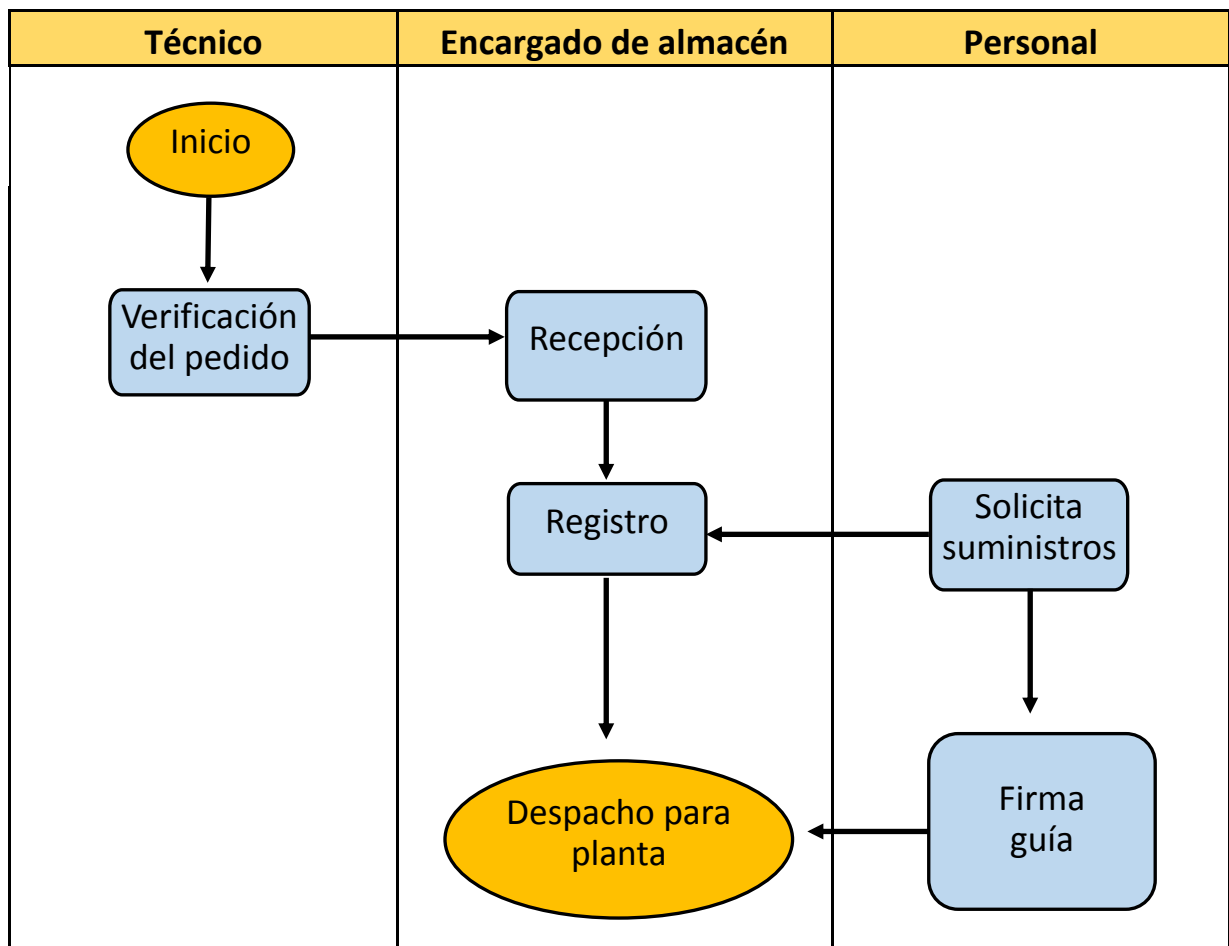 Técnico
Encargado de almacén
Personal
Inicio
Verificación
del pedido
Recepción
Registro
Solicita
suministros
Despacho para
planta
Firma
guía